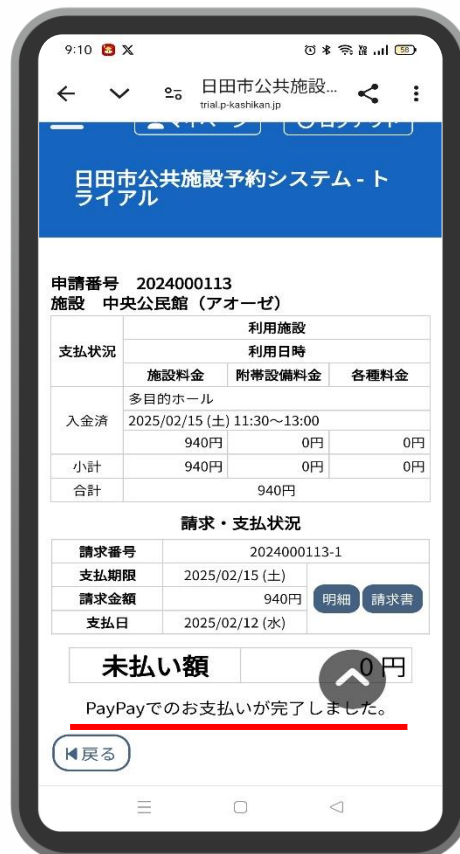 9:10 58
日田市公共施設...
trial.p-kashikan.jp
日田市公共施設予約システム - ト
ライアル
申請番号 2024000113
施設 中央公民館（アオーゼ）
支払状況 利用施設
利用日時
施設料金 附帯設備料金 各種料金
入金済 多目的ホール
2025/02/15 (土) 11:30～13:00
940円 0円 0円
小計 940円 0円 0円
合計 940円
請求・支払状況
請求番号 2024000113-1
支払期限 2025/02/15 (土)
請求金額 940円 明細 請求書
支払日 2025/02/12 (水)
未払い額 0円
PayPayでのお支払いが完了しました。
戻る